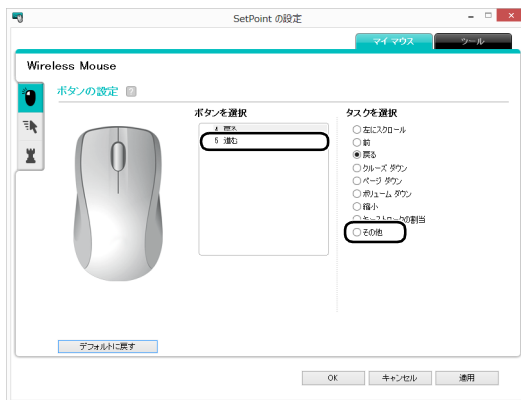 SetPoint の設定
マイ マウス
ツール
Wireless Mouse
ボタンの設定 ?
ボタンを選択
4 戻る
5 進む
タスクを選択
左にスクロール
前
戻る
クルーズ ダウン
ページ ダウン
ボリューム ダウン
縮小
キーストロークの割当
その他
デフォルトに戻す
OK
キャンセル
適用